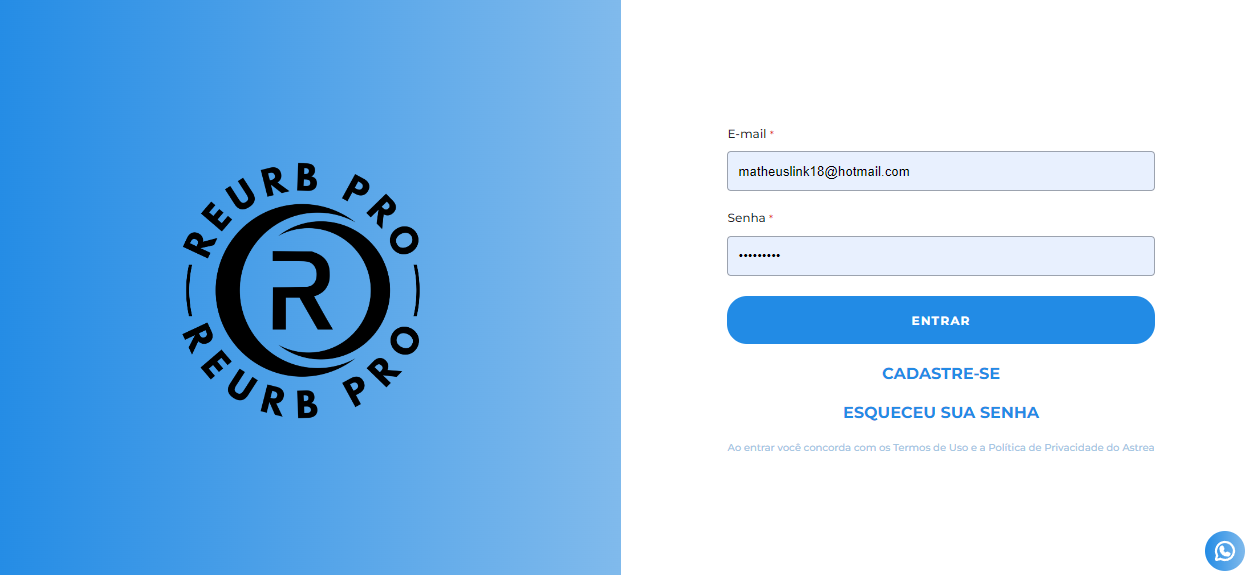 REURB PRO
R
REURB PRO
E-mail *
matheuslink18@hotmail.com
Senha *
•••••••••
ENTRAR
CADASTRE-SE
ESQUECEU SUA SENHA
Ao entrar você concorda com os Termos de Uso e a Política de Privacidade do Astrea